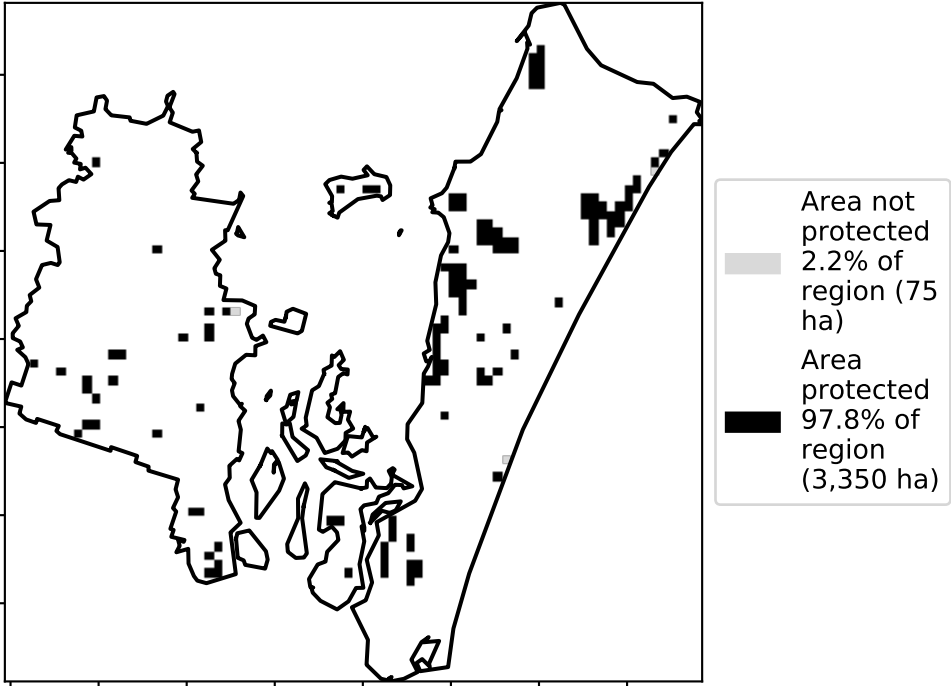 Area not
protected
2.2% of
region (75
ha)
Area
protected
97.8% of
region
(3,350 ha)